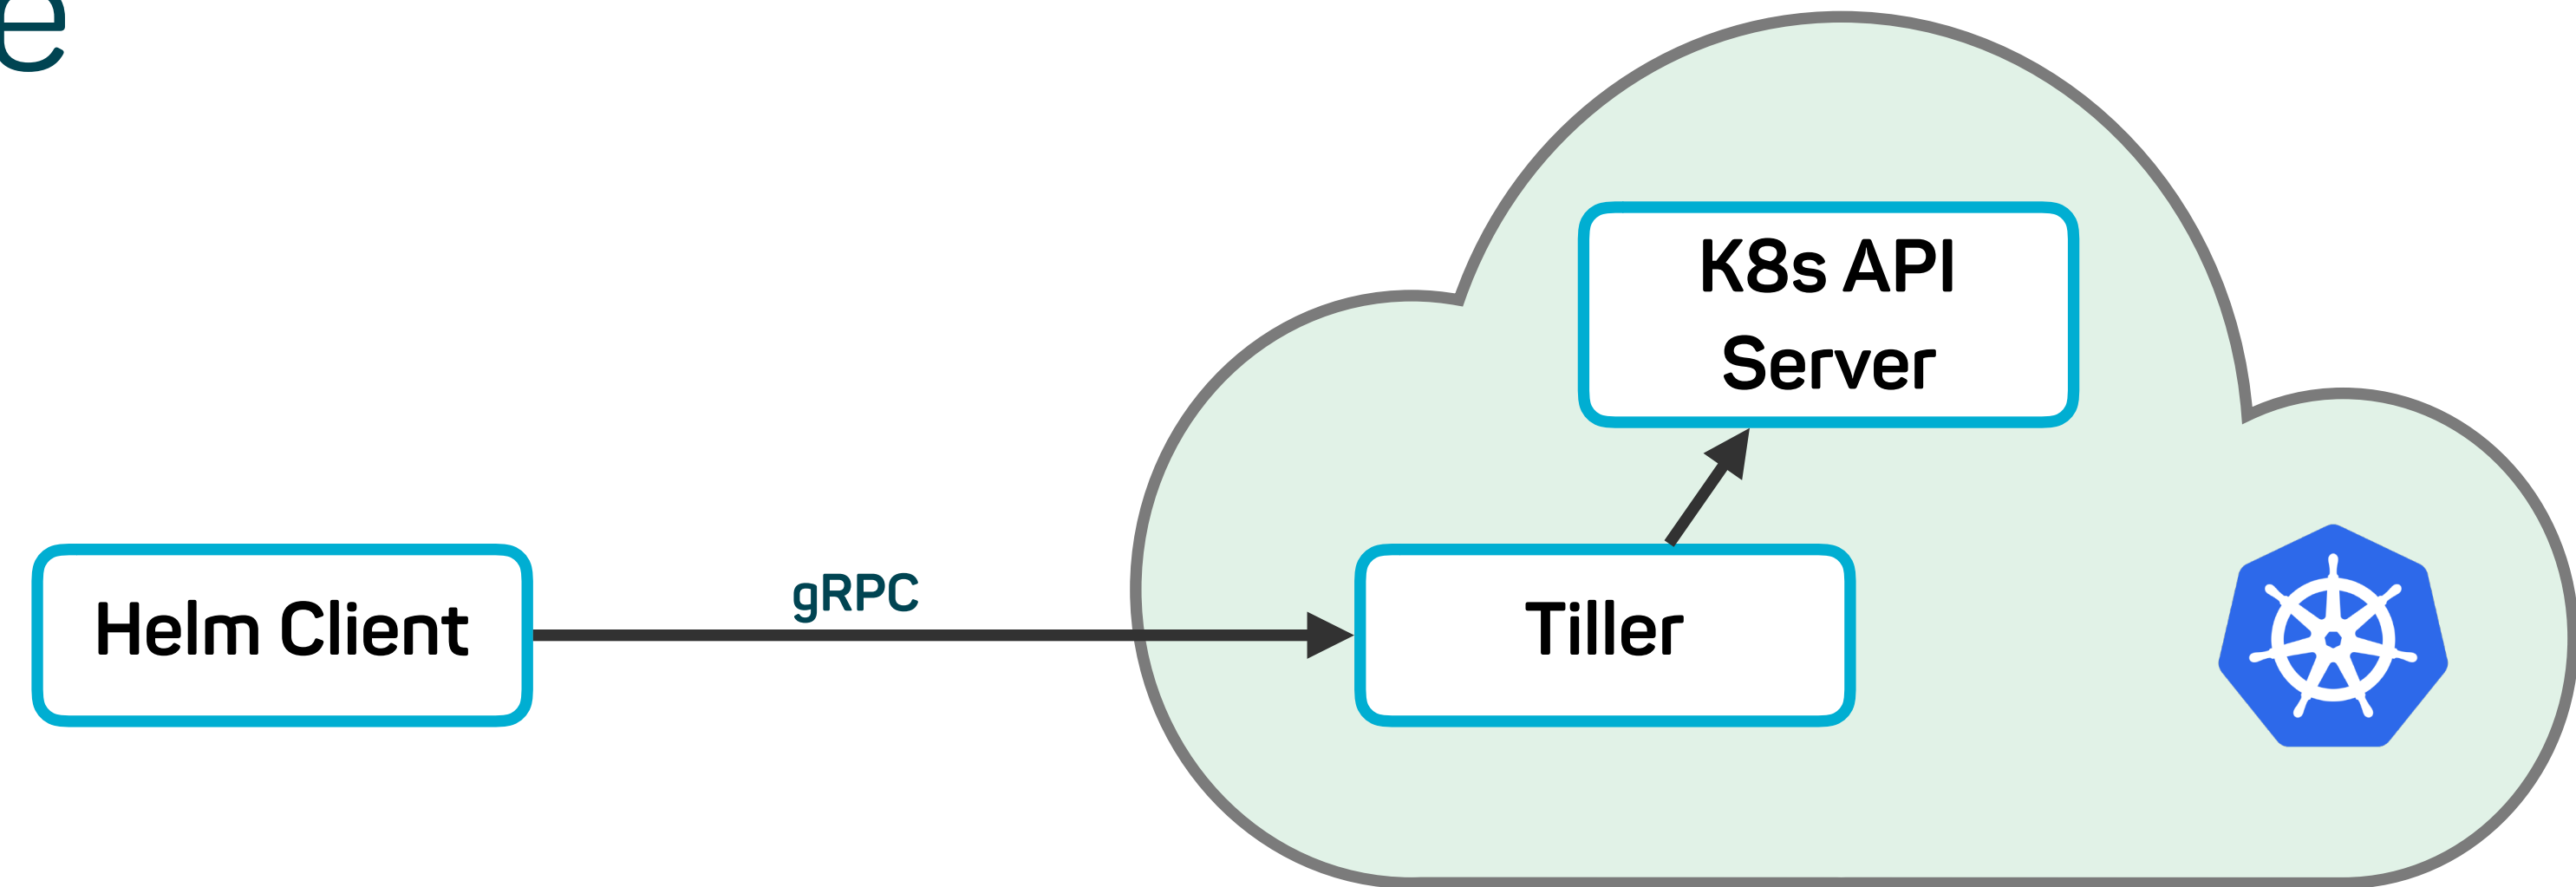 e
K8s API
Server
gRPC
Helm Client
Tiller